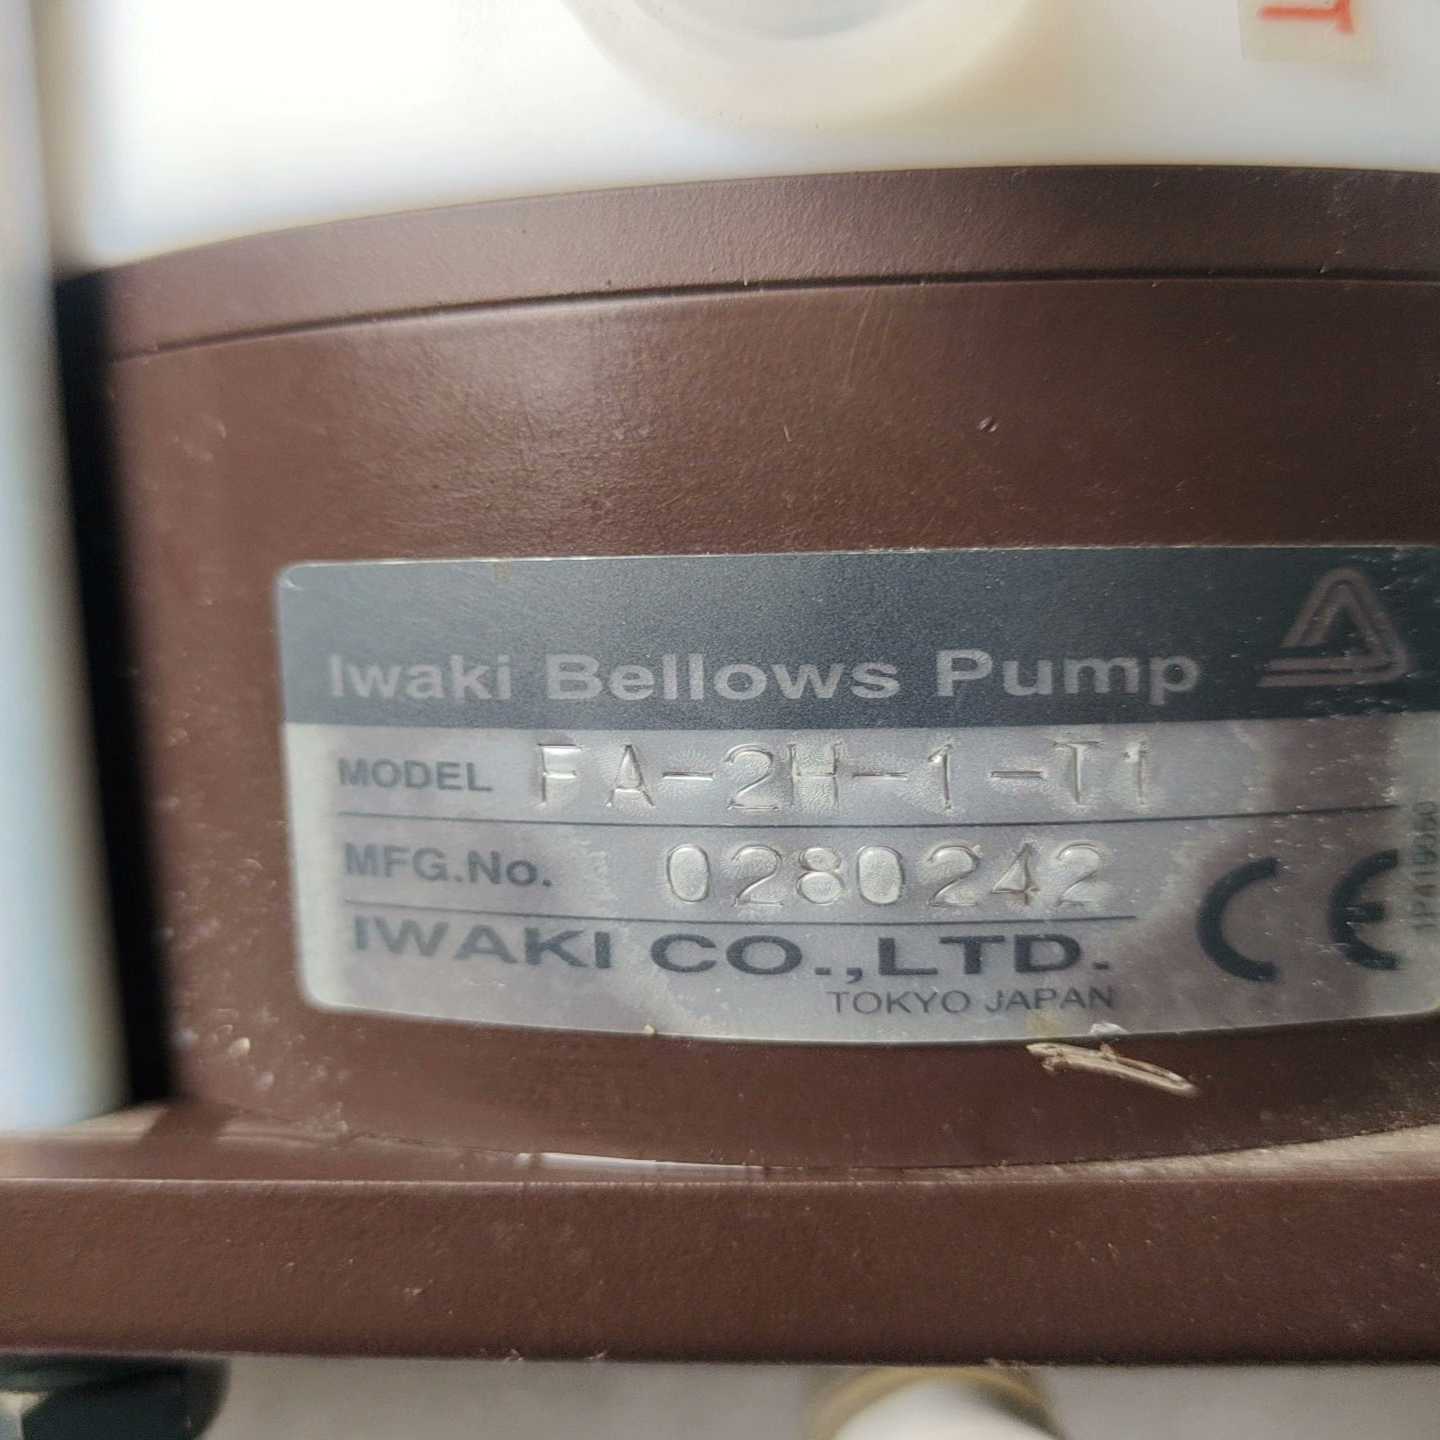 T
Iwaki Bellows Pump
MODEL FA-2H-1-T1
MFG.No. 0280242
IWAKI CO.,LTD.
TOKYO JAPAN
CE